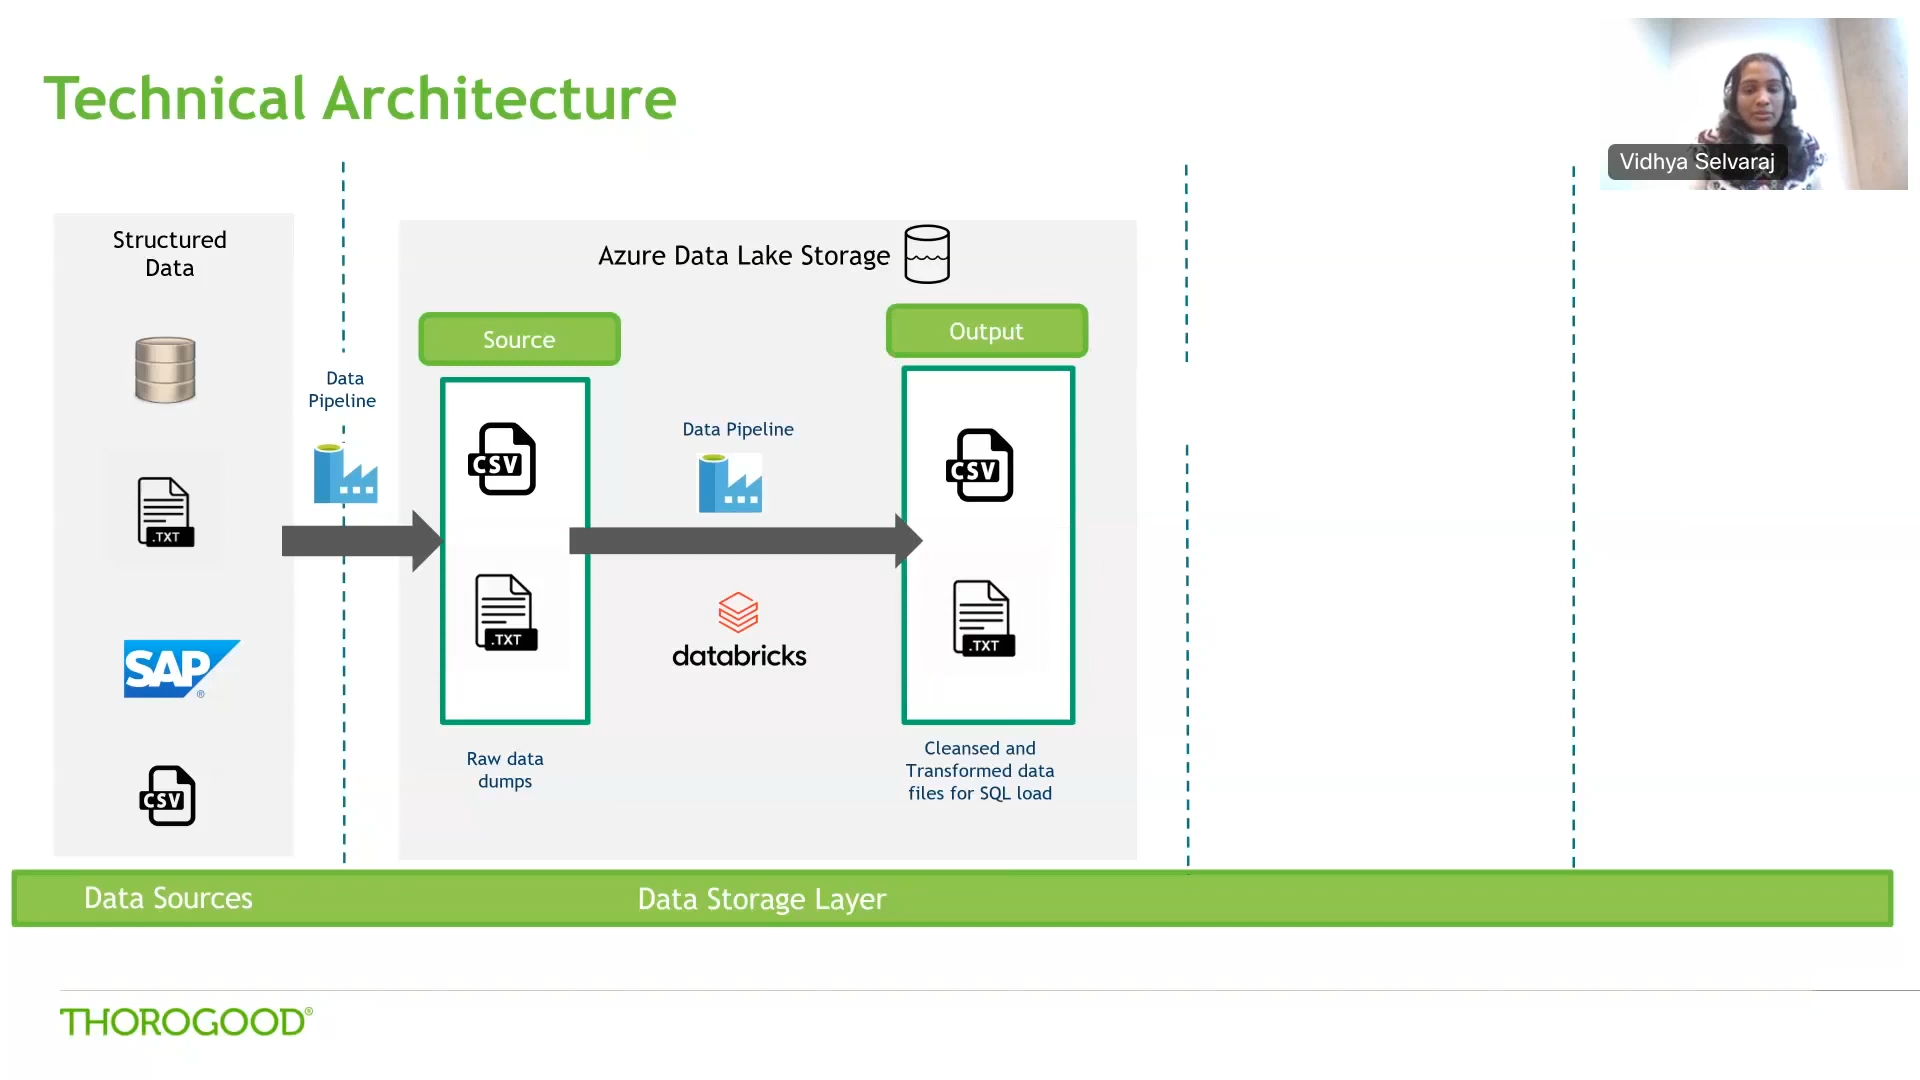 Technical Architecture
Vidhya Selvaraj
Structured
Data
.TXT
SAP
®
CSV
Data
Pipeline
Azure Data Lake Storage
Source
CSV
.TXT
Raw data
dumps
Data Pipeline
databricks
Output
CSV
.TXT
Cleansed and
Transformed data
files for SQL load
Data Sources
Data Storage Layer
THOROGOOD®